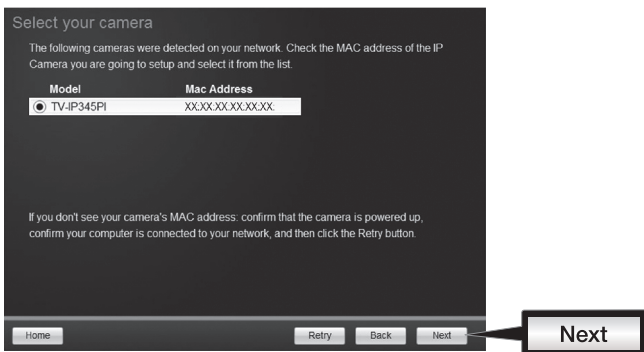 Select your camera
The following cameras were detected on your network. Check the MAC address of the IP
Camera you are going to setup and select it from the list.
Model Mac Address
TV-IP345PI XX:XX:XX:XX:XX:XX.
If you don't see your camera's MAC address: confirm that the camera is powered up,
confirm your computer is connected to your network, and then click the Retry button.
Home Retry Back Next
Next